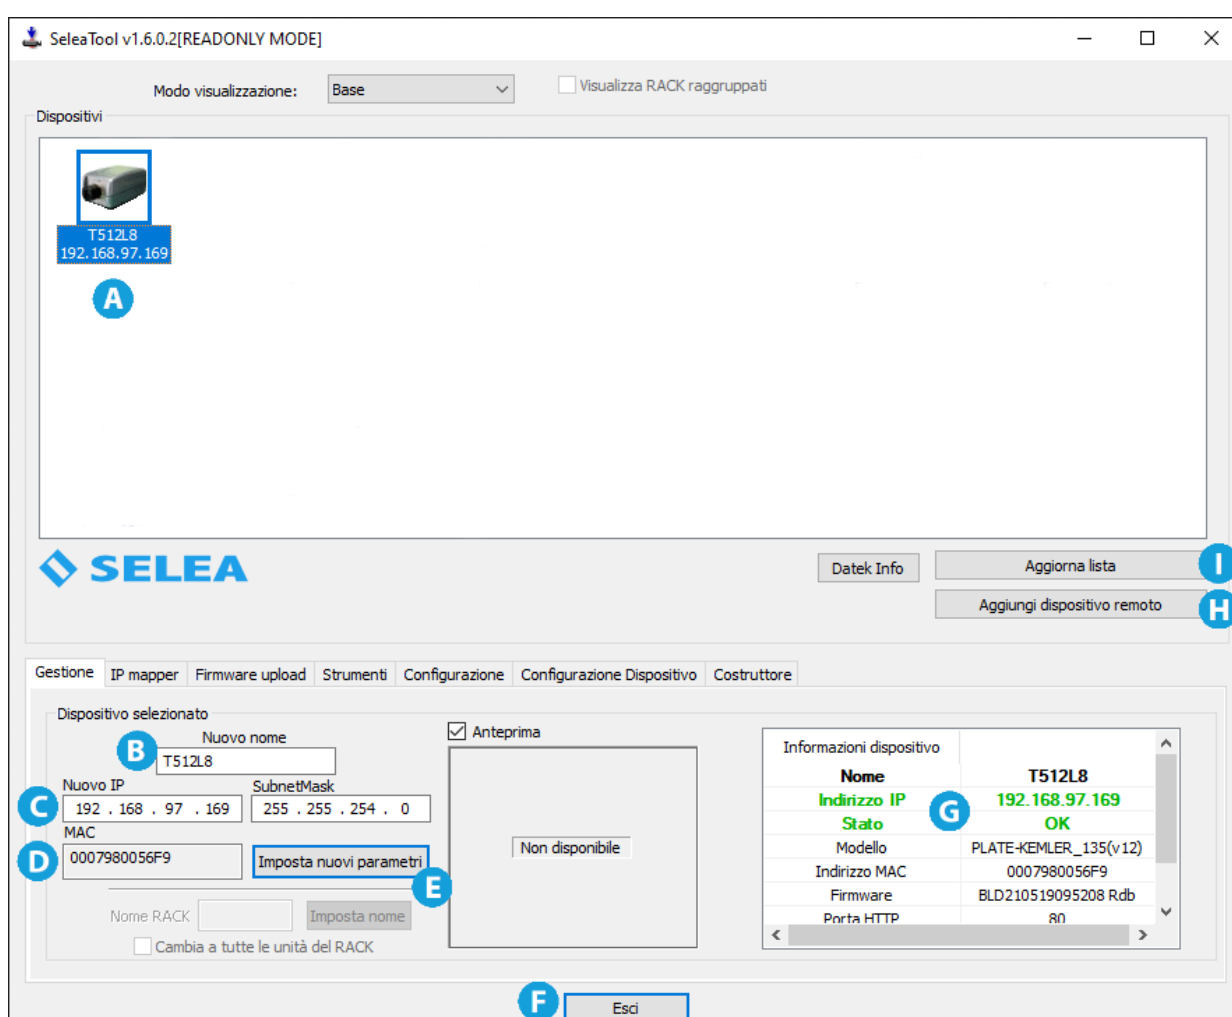 SeleaTool v1.6.0.2[READONLY MODE]
Modo visualizzazione: Base Visualizza RACK raggruppati
Dispositivi
T512L8
192.168.97.169
A
SELEA
Datek Info Aggiorna lista I
Aggiungi dispositivo remoto H
Gestione IP mapper Firmware upload Strumenti Configurazione Configurazione Dispositivo Costruttore
Dispositivo selezionato
Nuovo nome
B T512L8
Nuovo IP SubnetMask
C 192 . 168 . 97 . 169 255 . 255 . 254 . 0
MAC
D 0007980056F9 Imposta nuovi parametri E
Nome RACK Imposta nome
Cambia a tutte le unità del RACK
Anteprima
Non disponibile
Informazioni dispositivo
Nome T512L8
Indirizzo IP G 192.168.97.169
Stato OK
Modello PLATE-KEMLER_135(v12)
Indirizzo MAC 0007980056F9
Firmware BLD210519095208 Rdb
Porta HTTP 80
F Esci